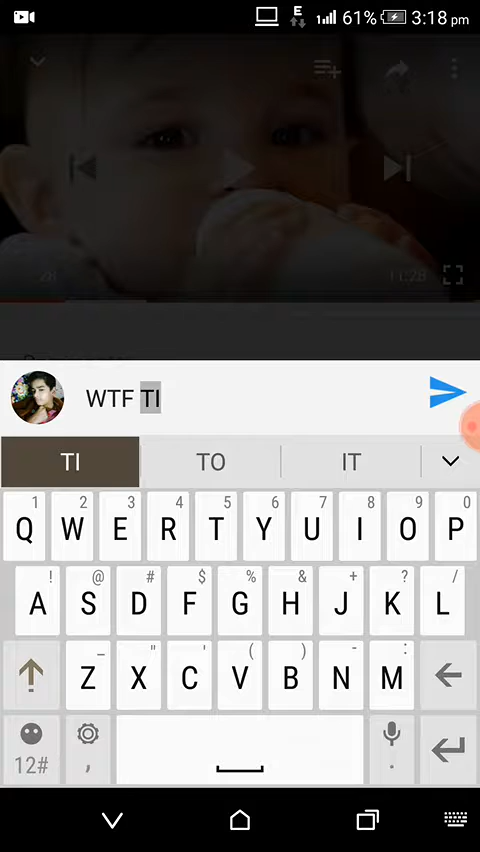 E 61% 3:18 pm
28 11:28
WTF TI
TI TO IT
1 2 3 4 5 6 7 8 9 0
Q W E R T Y U I O P
! @ # $ % & + ? /
A S D F G H J K L
_ " ' ( ) - :
Z X C V B N M
12# , .